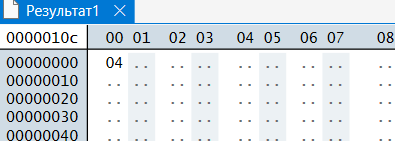 Результат1 ×
0000010c 00 01 02 03 04 05 06 07 08
00000000 04 .. .. .. .. .. .. .. ..
00000010 .. .. .. .. .. .. .. .. ..
00000020 .. .. .. .. .. .. .. .. ..
00000030 .. .. .. .. .. .. .. .. ..
00000040 .. .. .. .. .. .. .. .. ..